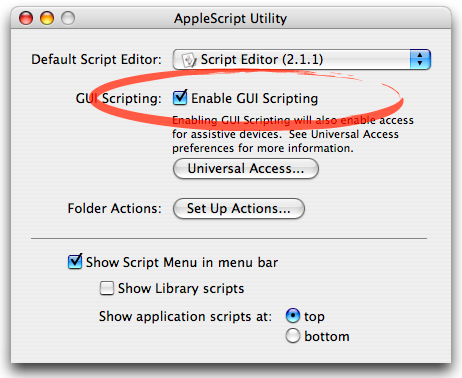 AppleScript Utility
Default Script Editor: Script Editor (2.1.1)
GUI Scripting: Enable GUI Scripting
Enabling GUI Scripting will also enable access
for assistive devices. See Universal Access
preferences for more information.
Universal Access...
Folder Actions: Set Up Actions...
Show Script Menu in menu bar
Show Library scripts
Show application scripts at: top
bottom